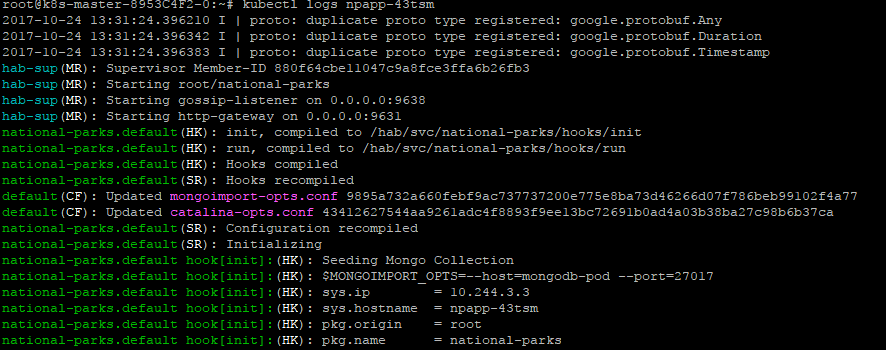 root@k8s-master-8953C4F2-0:~# kubectl logs npapp-43tsm
2017-10-24 13:31:24.396210 I | proto: duplicate proto type registered: google.protobuf.Any
2017-10-24 13:31:24.396342 I | proto: duplicate proto type registered: google.protobuf.Duration
2017-10-24 13:31:24.396383 I | proto: duplicate proto type registered: google.protobuf.Timestamp
hab-sup(MR): Supervisor Member-ID 880f64cbe11047c9a8fce3ffa6b26fb3
hab-sup(MR): Starting root/national-parks
hab-sup(MR): Starting gossip-listener on 0.0.0.0:9638
hab-sup(MR): Starting http-gateway on 0.0.0.0:9631
national-parks.default(HK): init, compiled to /hab/svc/national-parks/hooks/init
national-parks.default(HK): run, compiled to /hab/svc/national-parks/hooks/run
national-parks.default(HK): Hooks compiled
national-parks.default(SR): Hooks recompiled
default(CF): Updated mongoimport-opts.conf 9895a732a660febf9ac737737200e775e8ba73d46266d07f786beb99102f4a77
default(CF): Updated catalina-opts.conf 43412627544aa9261adc4f8893f9ee13bc72691b0ad4a03b38ba27c98b6b37ca
national-parks.default(SR): Configuration recompiled
national-parks.default(SR): Initializing
national-parks.default hook[init]:(HK): Seeding Mongo Collection
national-parks.default hook[init]:(HK): $MONGOIMPORT_OPTS=--host=mongodb-pod --port=27017
national-parks.default hook[init]:(HK): sys.ip = 10.244.3.3
national-parks.default hook[init]:(HK): sys.hostname = npapp-43tsm
national-parks.default hook[init]:(HK): pkg.origin = root
national-parks.default hook[init]:(HK): pkg.name = national-parks